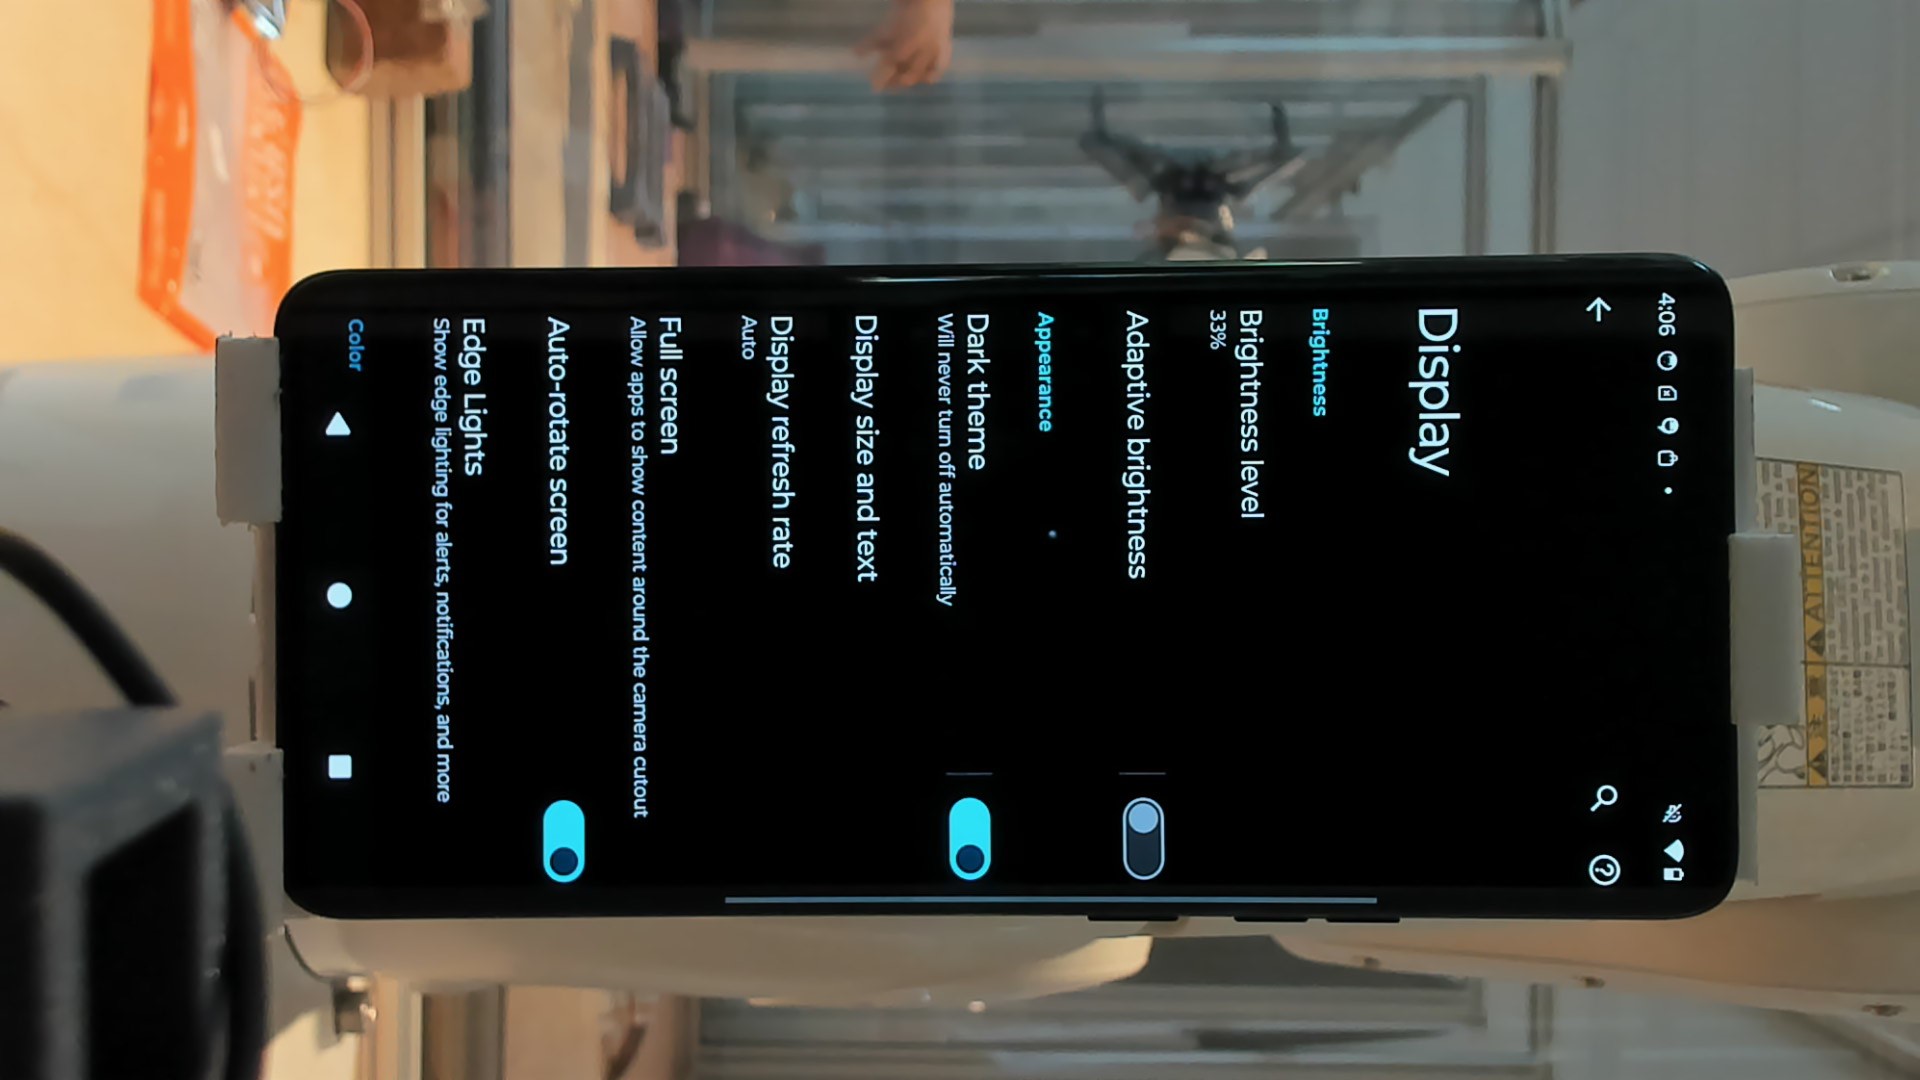 4:06
Display
Brightness
Brightness level
33%
Adaptive brightness
Appearance
Dark theme
Will never turn off automatically
Display size and text
Display refresh rate
Auto
Full screen
Allow apps to show content around the camera cutout
Auto-rotate screen
Edge Lights
Show edge lighting for alerts, notifications, and more
Color
ATTENTION